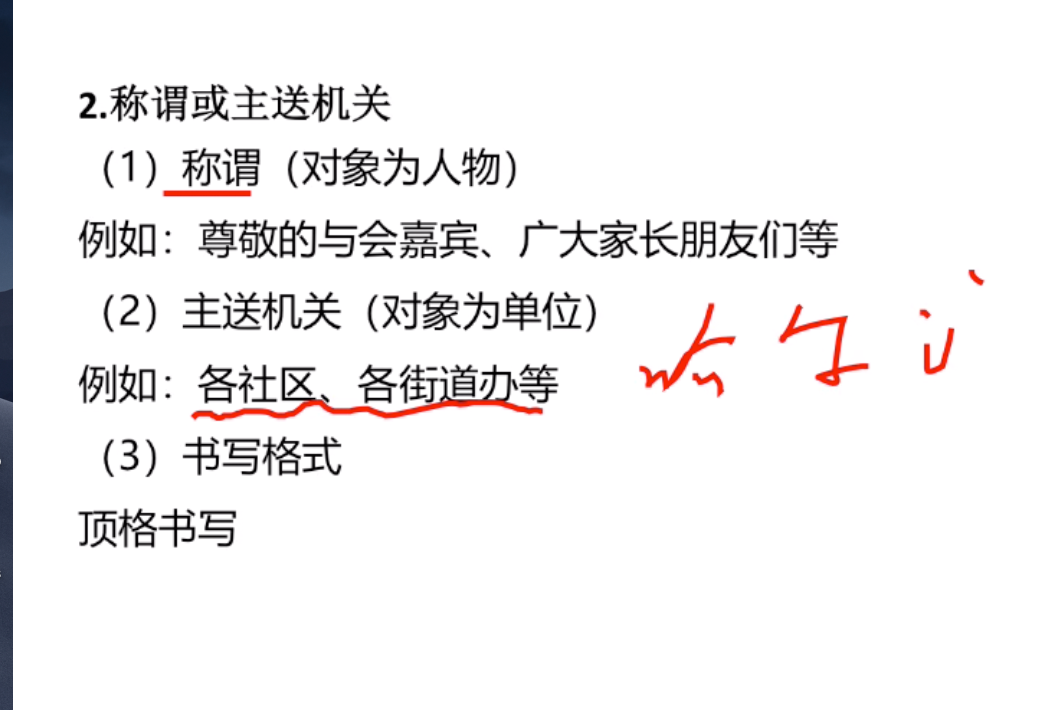 2.称谓或主送机关
（1）称谓（对象为人物）
例如：尊敬的与会嘉宾、广大家长朋友们等
（2）主送机关（对象为单位）
例如：各社区、各街道办等
（3）书写格式
顶格书写